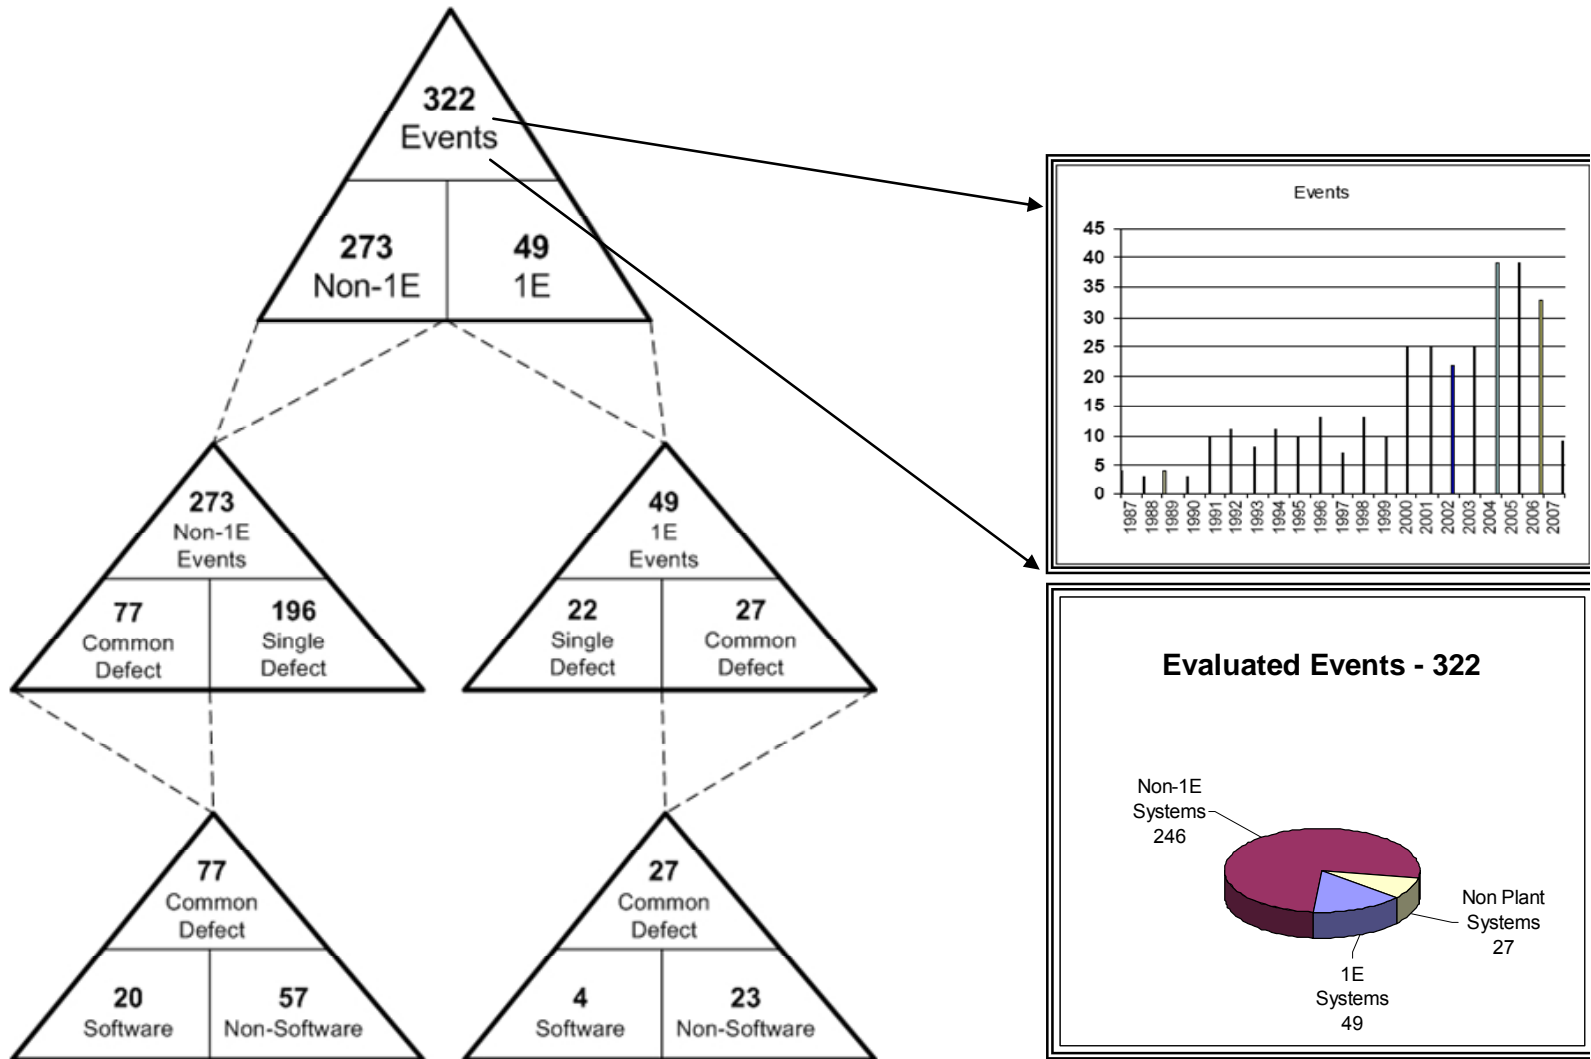 322
Events
273
Non-1E
49
1E
273
Non-1E
Events
77
Common
Defect
196
Single
Defect
49
1E
Events
22
Single
Defect
27
Common
Defect
77
Common
Defect
20
Software
57
Non-Software
27
Common
Defect
4
Software
23
Non-Software
Events
45
40
35
30
25
20
15
10
5
0
1987
1988
1989
1990
1991
1992
1993
1994
1995
1996
1997
1998
1999
2000
2001
2002
2003
2004
2005
2006
2007
Evaluated Events - 322
Non-1E
Systems
246
Non Plant
Systems
27
1E
Systems
49